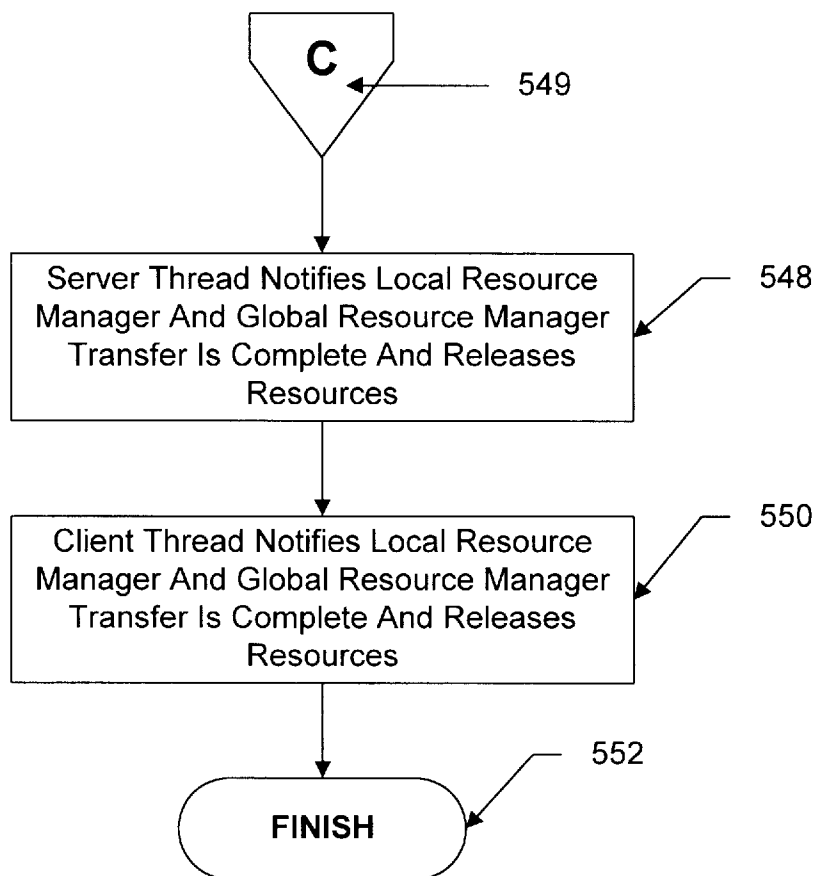 C
549
Server Thread Notifies Local Resource
Manager And Global Resource Manager
Transfer Is Complete And Releases
Resources
548
Client Thread Notifies Local Resource
Manager And Global Resource Manager
Transfer Is Complete And Releases
Resources
550
552
FINISH